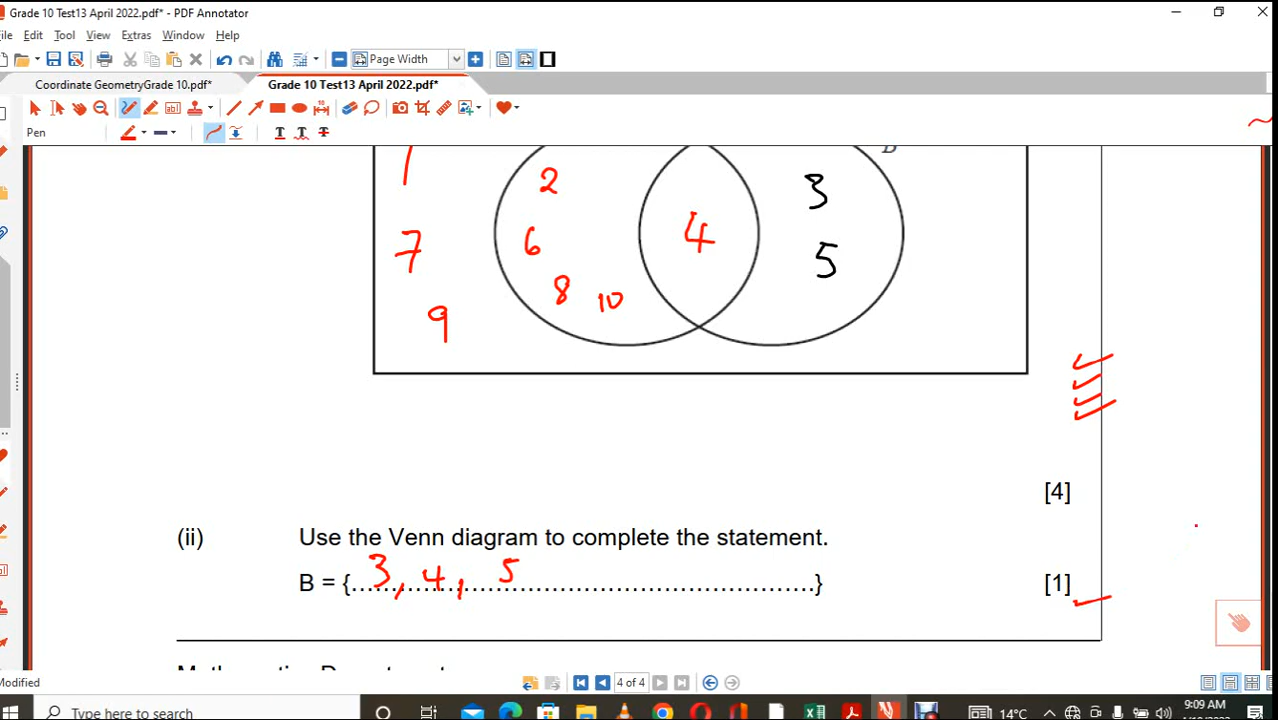 Grade 10 Test13 April 2022.pdf* - PDF Annotator
File Edit Tool View Extras Window Help
Page Width
Coordinate GeometryGrade 10.pdf* Grade 10 Test13 April 2022.pdf*
Pen
B
1 2 3
7 6 4 5
8 10
9
[4]
(ii) Use the Venn diagram to complete the statement.
B = {...3, 4, 5...} [1]
Modified 4 of 4
Type here to search 14°C 9:09 AM